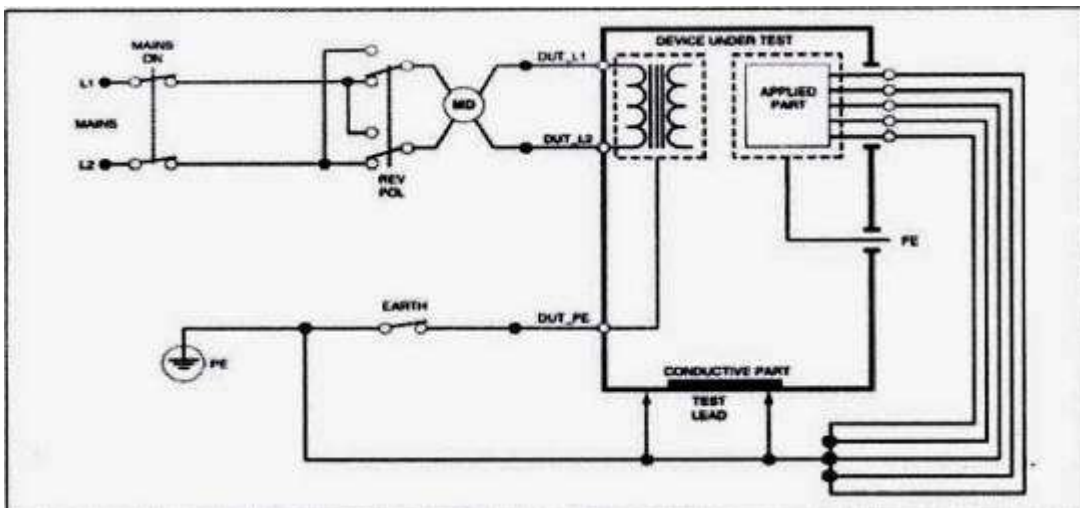 MAINS
ON
L1
MAINS
L2
REV
POL
MD
DUT_L1
DUT_L2
DEVICE UNDER TEST
APPLIED
PART
FE
EARTH
DUT_PE
PE
CONDUCTIVE PART
TEST
LEAD